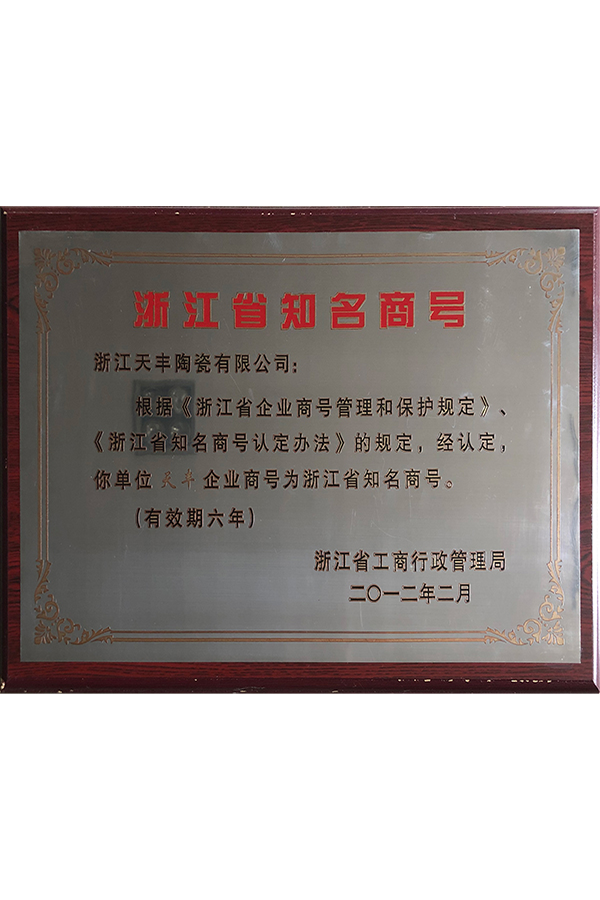 浙江省知名商号
浙江天丰陶瓷有限公司：
根据《浙江省企业商号管理和保护规定》、
《浙江省知名商号认定办法》的规定，经认定，
你单位天丰企业商号为浙江省知名商号。
（有效期六年）
浙江省工商行政管理局
二〇一二年二月